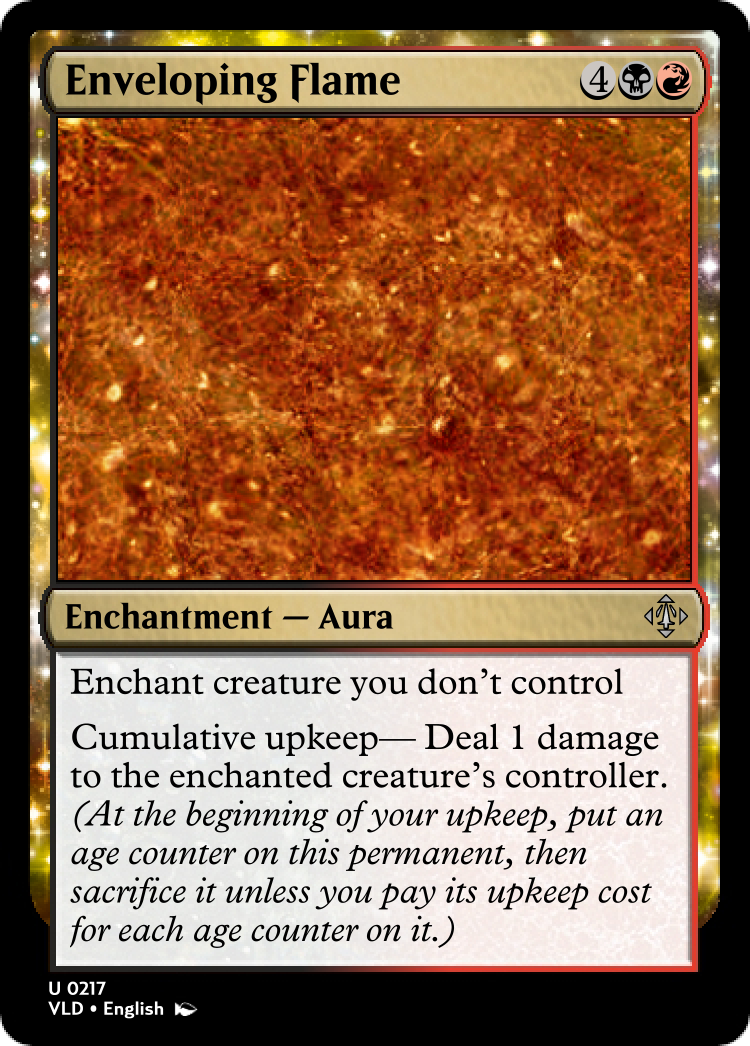 Enveloping Flame 4
Enchantment — Aura
Enchant creature you don't control
Cumulative upkeep— Deal 1 damage
to the enchanted creature's controller.
(At the beginning of your upkeep, put an
age counter on this permanent, then
sacrifice it unless you pay its upkeep cost
for each age counter on it.)
U 0217
VLD • English